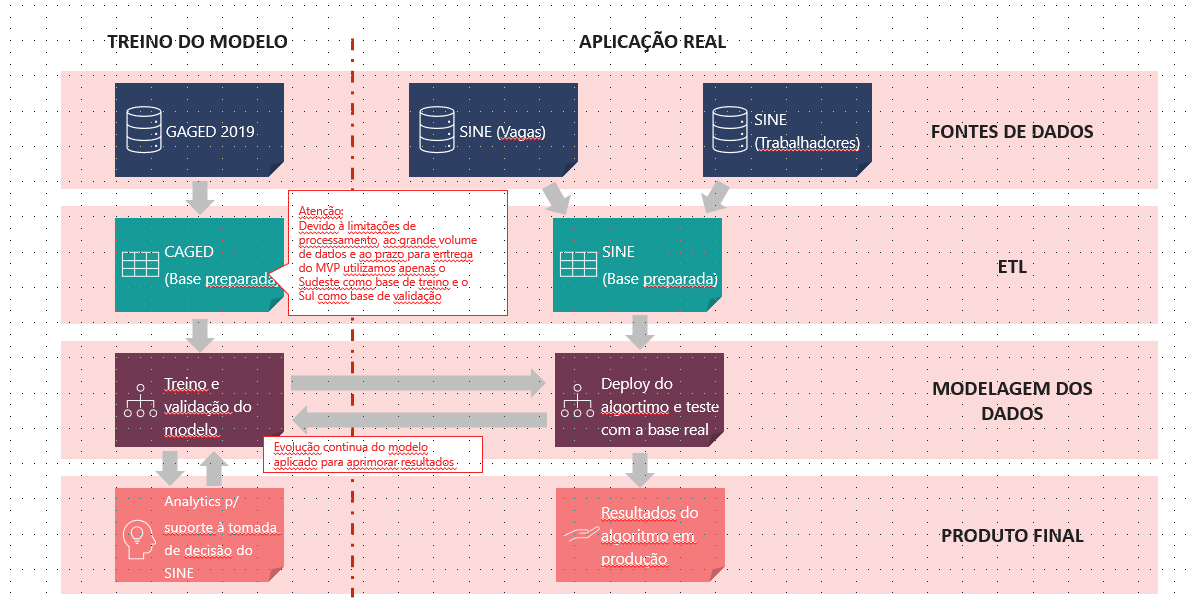 TREINO DO MODELO
APLICAÇÃO REAL
GAGED 2019
SINE (Vagas)
SINE
(Trabalhadores)
FONTES DE DADOS
Atenção:
Devido à limitações de
processamento, ao grande volume
de dados e ao prazo para entrega
do MVP utilizamos apenas o
Sudeste como base de treino e o
Sul como base de validação
CAGED
(Base preparada)
SINE
(Base preparada)
ETL
Treino e
validação do
modelo
Deploy do
algortimo e teste
com a base real
MODELAGEM DOS
DADOS
Evolução continua do modelo
aplicado para aprimorar resultados
Analytics p/
suporte à tomada
de decisão do
SINE
Resultados do
algoritmo em
produção
PRODUTO FINAL